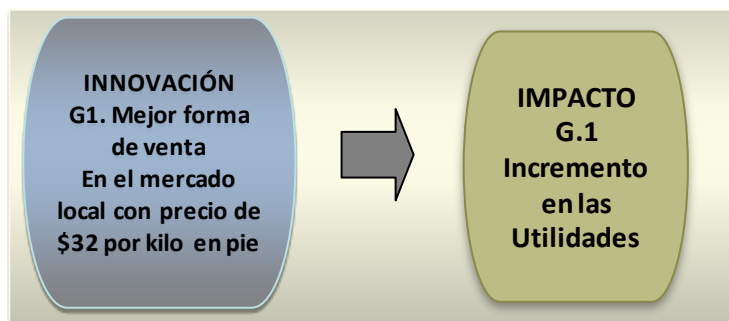 INNOVACIÓN
G1. Mejor forma
de venta
En el mercado
local con precio de
$32 por kilo en pie
IMPACTO
G.1
Incremento
en las
Utilidades